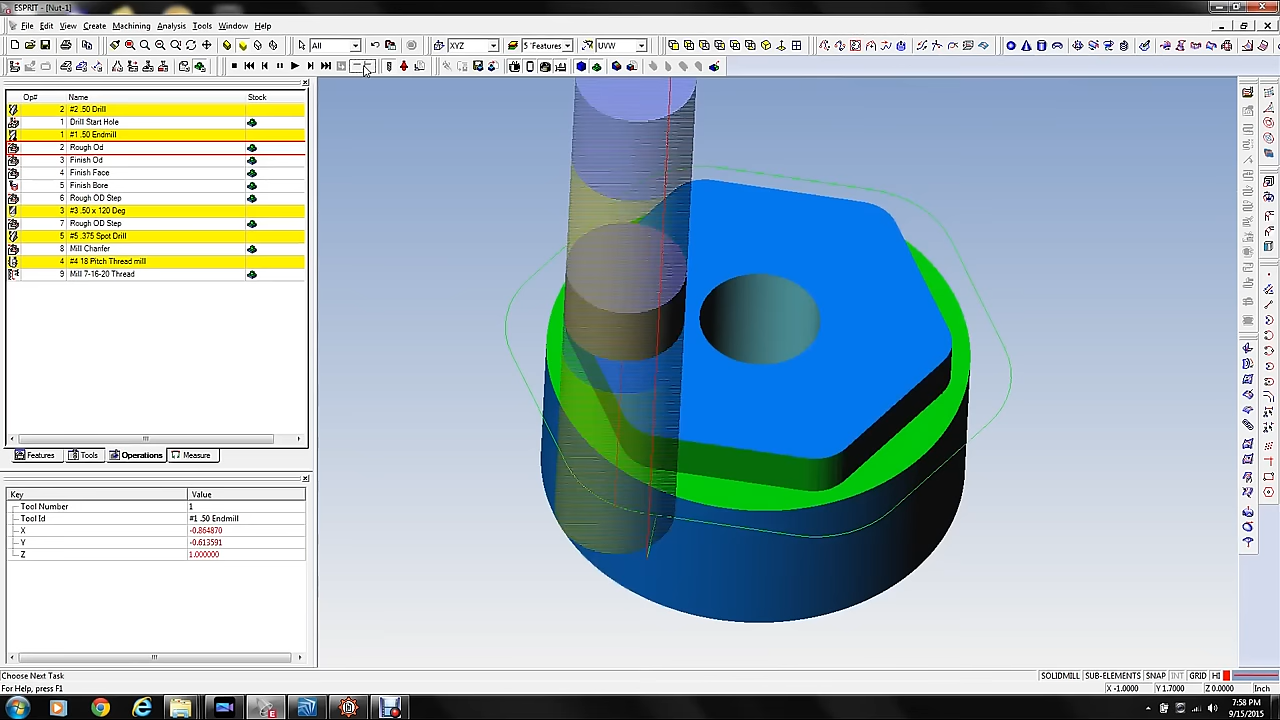 ESPRIT - [Nut-1]
File Edit View Create Machining Analysis Tools Window Help
All XYZ 5 'Features' UVW
Op# Name Stock
2 #2 .50 Drill
1 Drill Start Hole
1 #1 .50 Endmill
2 Rough Od
3 Finish Od
4 Finish Face
5 Finish Bore
6 Rough OD Step
3 #3 .50 x 120 Deg
7 Rough OD Step
5 #5 .375 Spot Drill
8 Mill Chamfer
4 #4 18 Pitch Thread mill
9 Mill 7-16-20 Thread
Features Tools Operations Measure
Key Value
Tool Number 1
Tool Id #1 .50 Endmill
X -0.864870
Y -0.613591
Z 1.000000
Choose Next Task
SOLIDMILL SUB-ELEMENTS SNAP INT GRID HI
For Help, press F1
X -1.0000 Y 1.7000 Z 0.0000 Inch
7:58 PM
9/15/2015